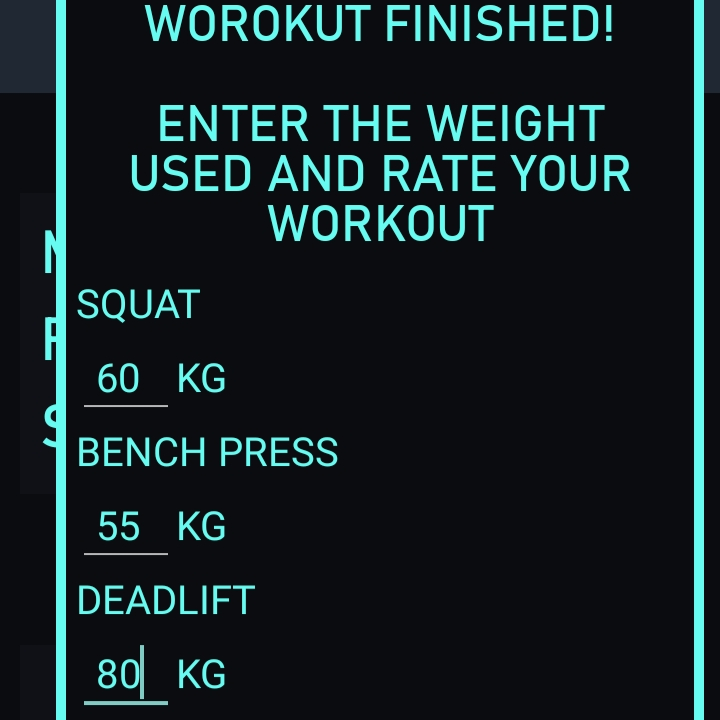 WOROKUT FINISHED!
ENTER THE WEIGHT
USED AND RATE YOUR
WORKOUT
SQUAT
60 KG
BENCH PRESS
55 KG
DEADLIFT
80 KG